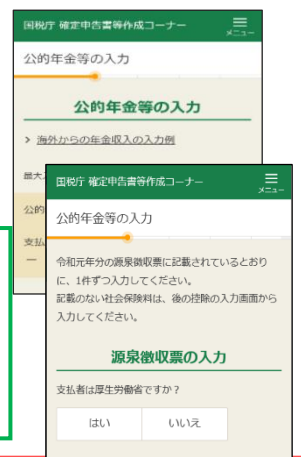 国税庁 確定申告書等作成コーナー
メニュー
公的年金等の入力
公的年金等の入力
> 海外からの年金収入の入力例
最大
公的
支払
国税庁 確定申告書等作成コーナー
メニュー
公的年金等の入力
令和元年分の源泉徴収票に記載されているとおり
に、1件ずつ入力してください。
記載のない社会保険料は、後の控除の入力画面から
入力してください。
源泉徴収票の入力
支払者は厚生労働省ですか？
はい
いいえ